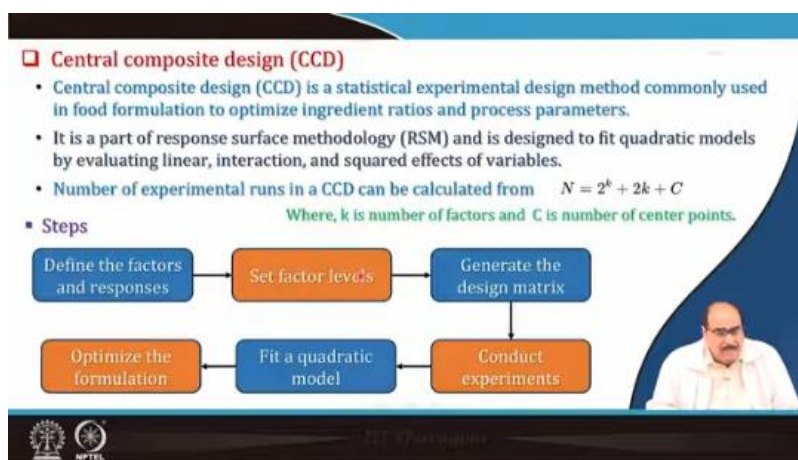 Central composite design (CCD)
• Central composite design (CCD) is a statistical experimental design method commonly used
in food formulation to optimize ingredient ratios and process parameters.
• It is a part of response surface methodology (RSM) and is designed to fit quadratic models
by evaluating linear, interaction, and squared effects of variables.
• Number of experimental runs in a CCD can be calculated from N = 2^k + 2k + C
Where, k is number of factors and C is number of center points.
▪ Steps
Define the factors
and responses
Set factor levels
Generate the
design matrix
Conduct
experiments
Fit a quadratic
model
Optimize the
formulation
NPTEL
IIT Kharagpur